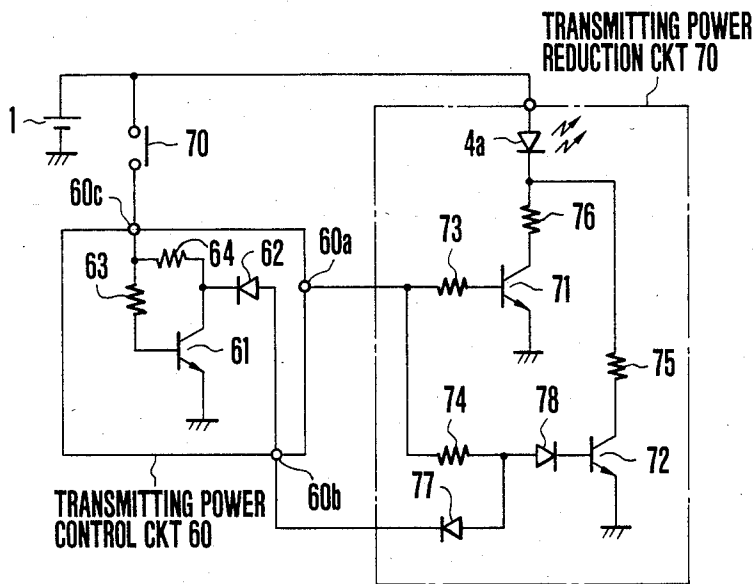 TRANSMITTING POWER
REDUCTION CKT 70
1
70
4a
60c
76
64
62
60a
73
63
71
61
75
74
78
72
77
60b
TRANSMITTING POWER
CONTROL CKT 60